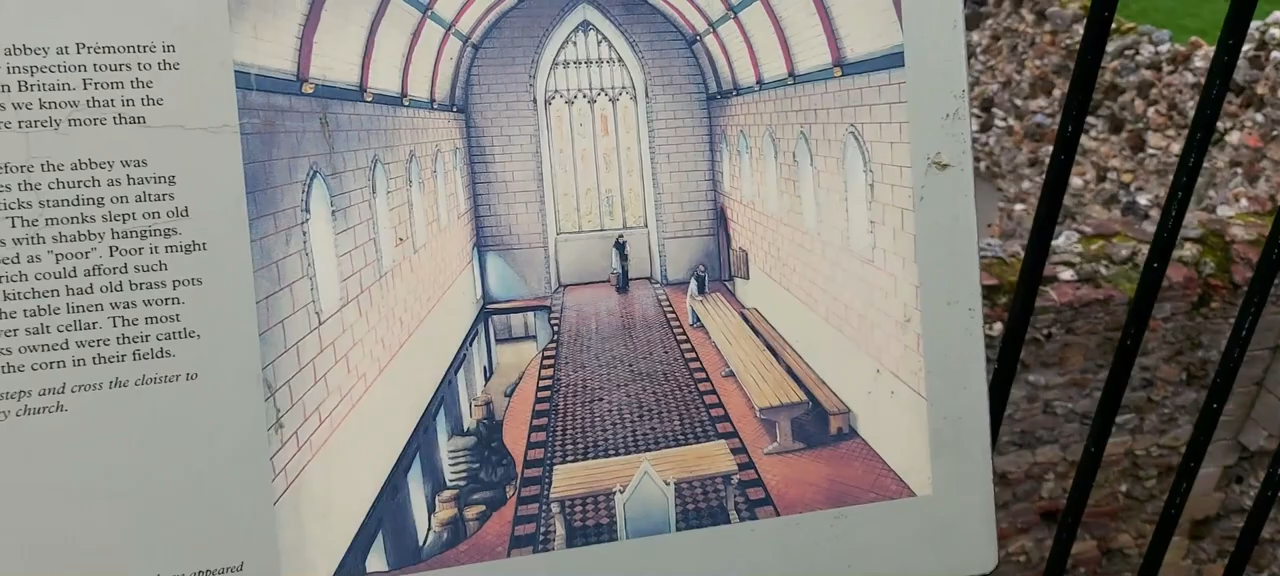 abbey at Prémontré in
inspection tours to the
n Britain. From the
s we know that in the
re rarely more than
efore the abbey was
es the church as having
ticks standing on altars
The monks slept on old
s with shabby hangings.
bed as "poor". Poor it might
rich could afford such
kitchen had old brass pots
he table linen was worn.
ver salt cellar. The most
ks owned were their cattle,
the corn in their fields.
steps and cross the cloister to
ry church.
appeared